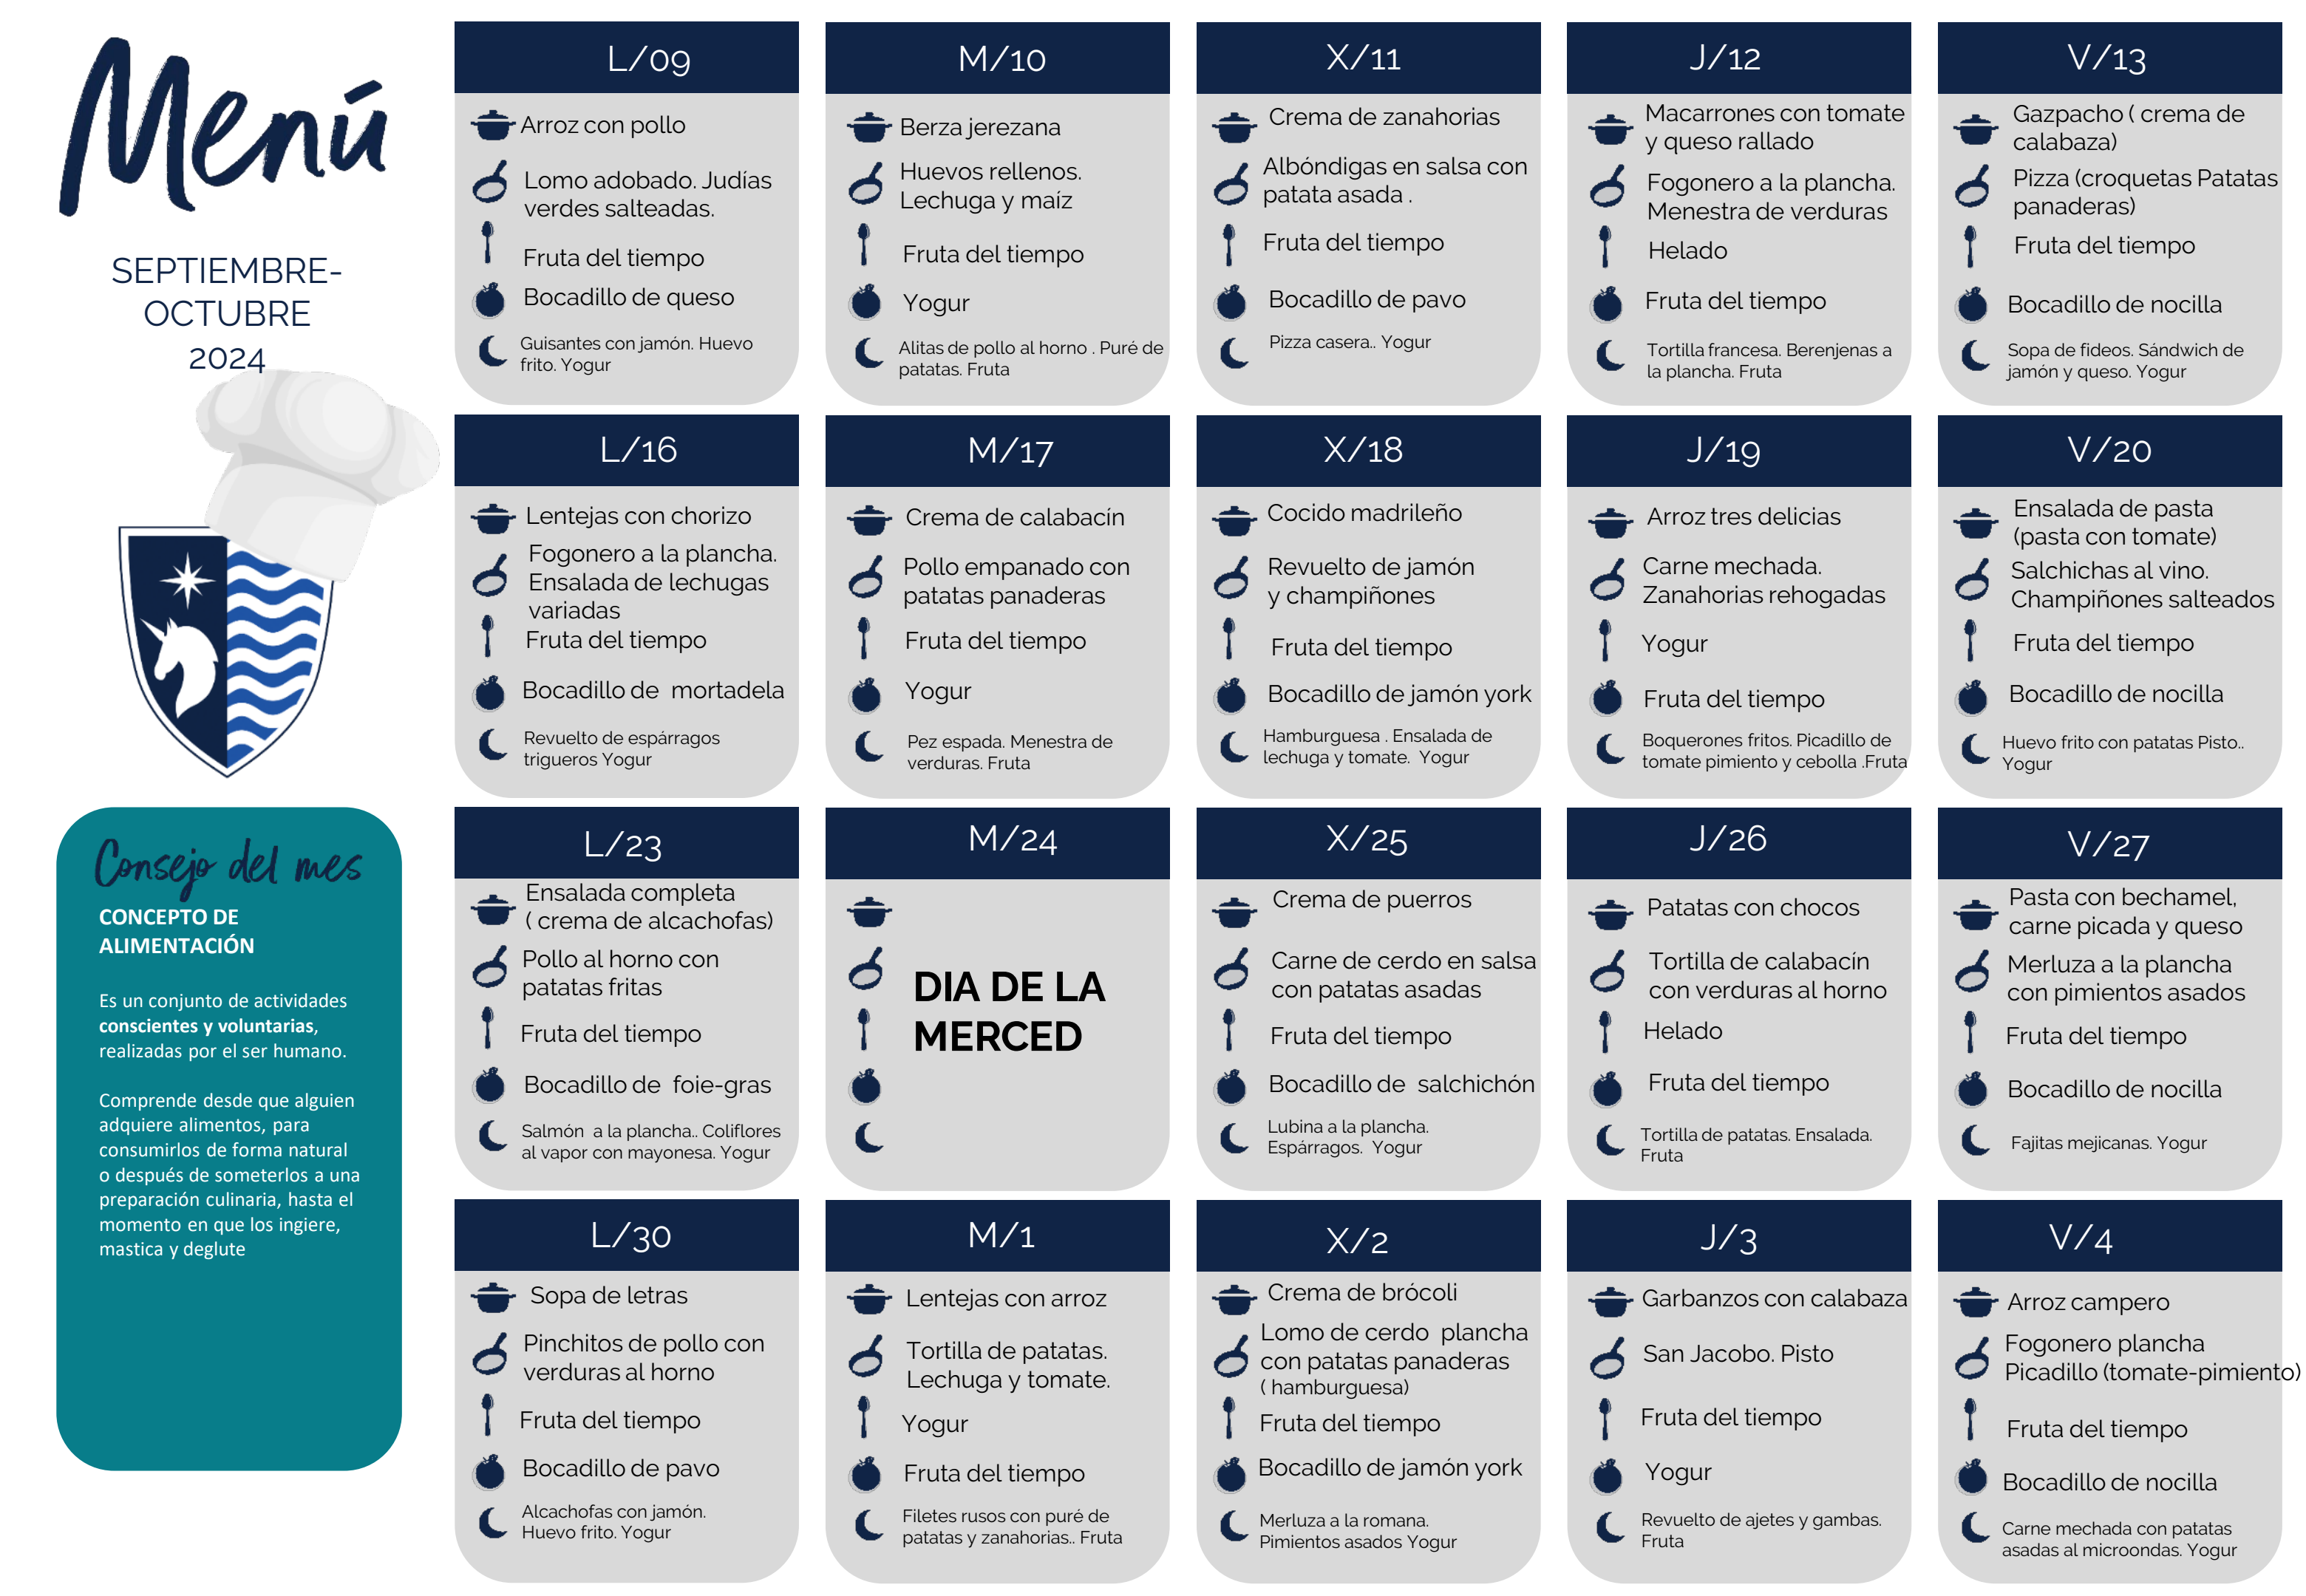 Menú
SEPTIEMBRE-
OCTUBRE
2024
L/09
Arroz con pollo
Lomo adobado. Judías
verdes salteadas.
Fruta del tiempo
Bocadillo de queso
Guisantes con jamón. Huevo
frito. Yogur
M/10
Berza jerezana
Huevos rellenos.
Lechuga y maíz
Fruta del tiempo
Yogur
Alitas de pollo al horno . Puré de
patatas. Fruta
X/11
Crema de zanahorias
Albóndigas en salsa con
patata asada .
Fruta del tiempo
Bocadillo de pavo
Pizza casera.. Yogur
J/12
Macarrones con tomate
y queso rallado
Fogonero a la plancha.
Menestra de verduras
Helado
Fruta del tiempo
Tortilla francesa. Berenjenas a
la plancha. Fruta
V/13
Gazpacho ( crema de
calabaza)
Pizza (croquetas Patatas
panaderas)
Fruta del tiempo
Bocadillo de nocilla
Sopa de fideos. Sándwich de
jamón y queso. Yogur
L/16
Lentejas con chorizo
Fogonero a la plancha.
Ensalada de lechugas
variadas
Fruta del tiempo
Bocadillo de mortadela
Revuelto de espárragos
trigueros Yogur
M/17
Crema de calabacín
Pollo empanado con
patatas panaderas
Fruta del tiempo
Yogur
Pez espada. Menestra de
verduras. Fruta
X/18
Cocido madrileño
Revuelto de jamón
y champiñones
Fruta del tiempo
Bocadillo de jamón york
Hamburguesa . Ensalada de
lechuga y tomate. Yogur
J/19
Arroz tres delicias
Carne mechada.
Zanahorias rehogadas
Yogur
Fruta del tiempo
Boquerones fritos. Picadillo de
tomate pimiento y cebolla .Fruta
V/20
Ensalada de pasta
(pasta con tomate)
Salchichas al vino.
Champiñones salteados
Fruta del tiempo
Bocadillo de nocilla
Huevo frito con patatas Pisto..
Yogur
Consejo del mes
CONCEPTO DE
ALIMENTACIÓN
Es un conjunto de actividades
conscientes y voluntarias,
realizadas por el ser humano.
Comprende desde que alguien
adquiere alimentos, para
consumirlos de forma natural
o después de someterlos a una
preparación culinaria, hasta el
momento en que los ingiere,
mastica y deglute
L/23
Ensalada completa
( crema de alcachofas)
Pollo al horno con
patatas fritas
Fruta del tiempo
Bocadillo de foie-gras
Salmón a la plancha.. Coliflores
al vapor con mayonesa. Yogur
M/24
DIA DE LA
MERCED
X/25
Crema de puerros
Carne de cerdo en salsa
con patatas asadas
Fruta del tiempo
Bocadillo de salchichón
Lubina a la plancha.
Espárragos. Yogur
J/26
Patatas con chocos
Tortilla de calabacín
con verduras al horno
Helado
Fruta del tiempo
Tortilla de patatas. Ensalada.
Fruta
V/27
Pasta con bechamel,
carne picada y queso
Merluza a la plancha
con pimientos asados
Fruta del tiempo
Bocadillo de nocilla
Fajitas mejicanas. Yogur
L/30
Sopa de letras
Pinchitos de pollo con
verduras al horno
Fruta del tiempo
Bocadillo de pavo
Alcachofas con jamón.
Huevo frito. Yogur
M/1
Lentejas con arroz
Tortilla de patatas.
Lechuga y tomate.
Yogur
Fruta del tiempo
Filetes rusos con puré de
patatas y zanahorias.. Fruta
X/2
Crema de brócoli
Lomo de cerdo plancha
con patatas panaderas
( hamburguesa)
Fruta del tiempo
Bocadillo de jamón york
Merluza a la romana.
Pimientos asados Yogur
J/3
Garbanzos con calabaza
San Jacobo. Pisto
Fruta del tiempo
Yogur
Revuelto de ajetes y gambas.
Fruta
V/4
Arroz campero
Fogonero plancha
Picadillo (tomate-pimiento)
Fruta del tiempo
Bocadillo de nocilla
Carne mechada con patatas
asadas al microondas. Yogur